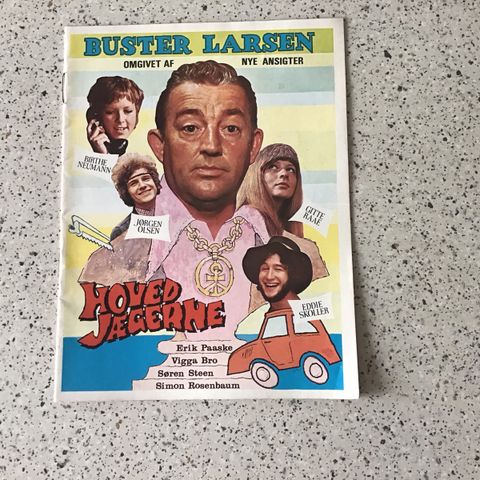 BUSTER LARSEN
OMGIVET AF NYE ANSIGTER
BIRTHE
NEUMANN
JØRGEN
OLSEN
GITTE
RAAE
EDDIE
SKOLLER
HOVED
JÆGERNE
Erik Paaske
Vigga Bro
Søren Steen
Simon Rosenbaum